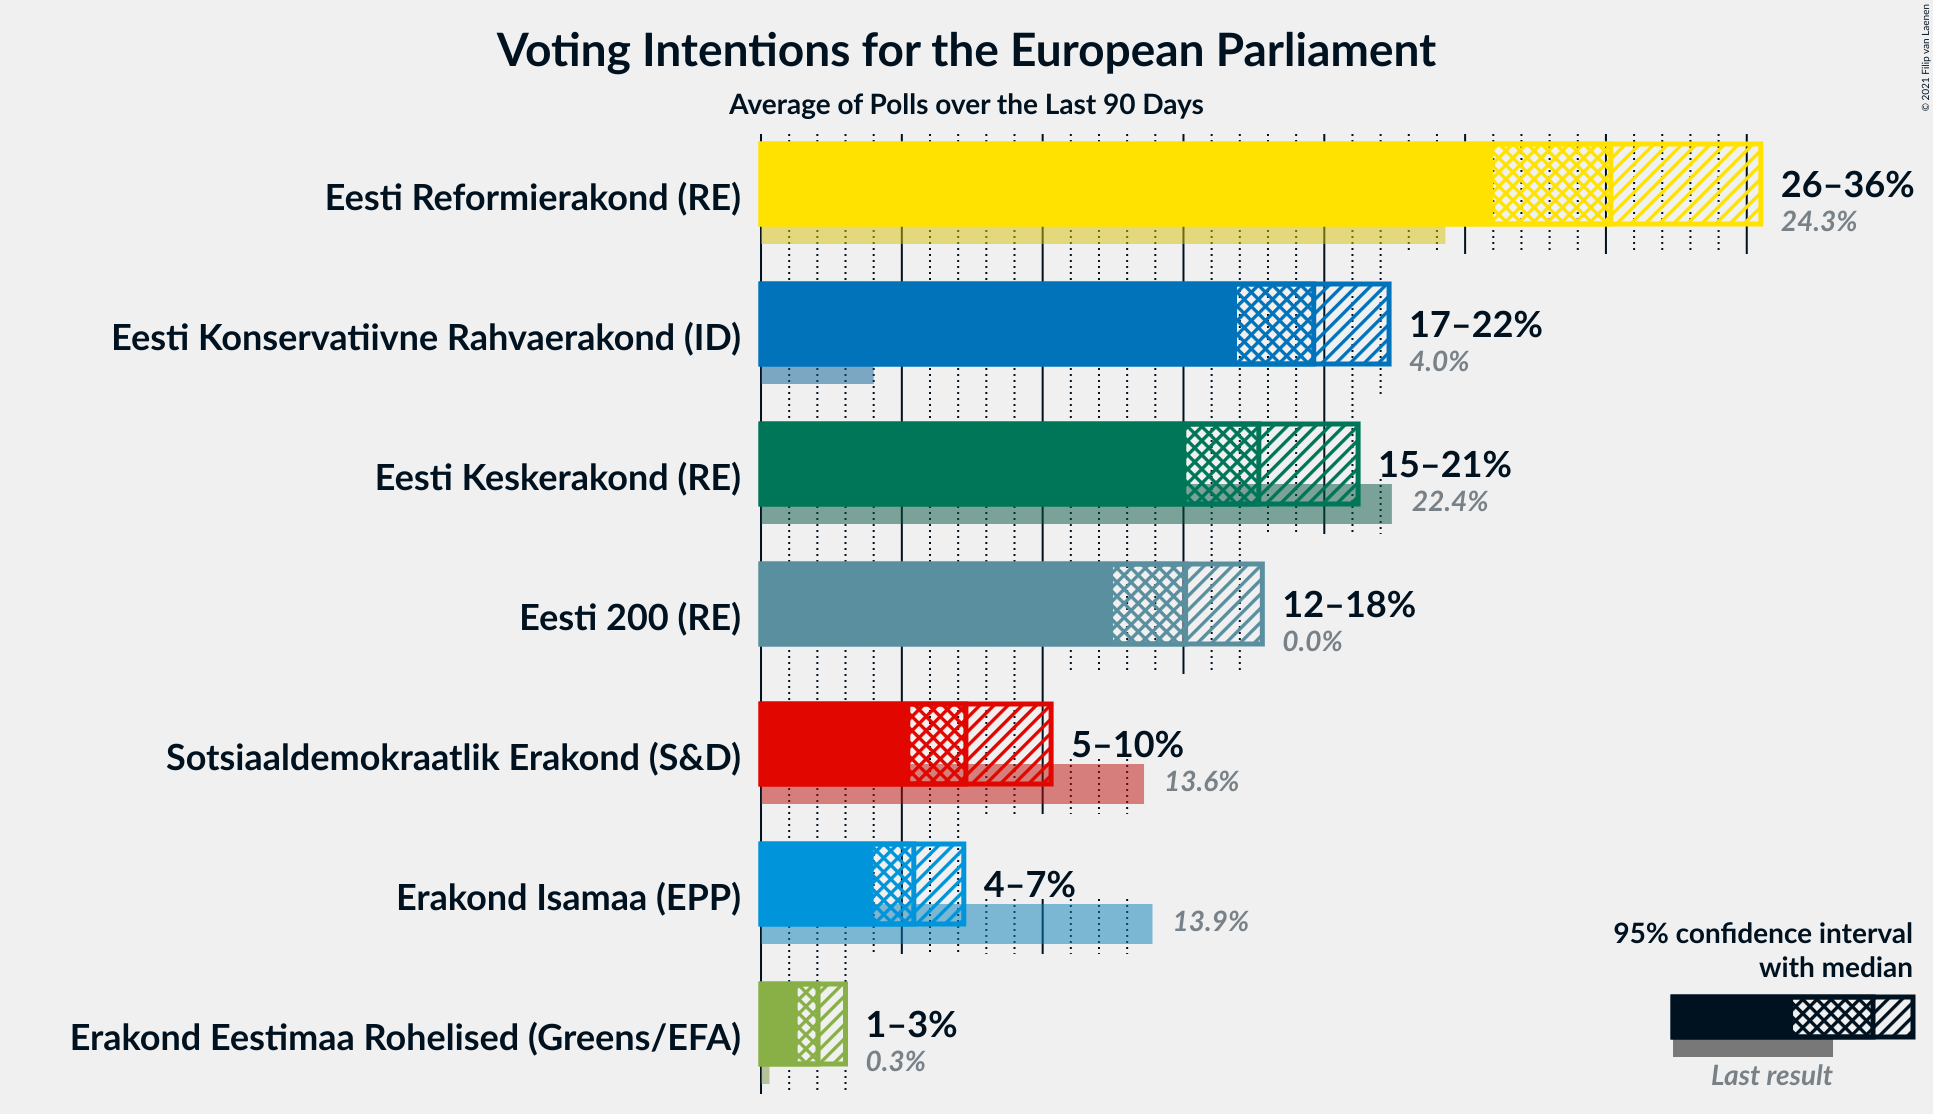 Voting Intentions for the European Parliament
Average of Polls over the Last 90 Days
© 2021 Filip van Laenen
Eesti Reformierakond (RE)
26–36%
24.3%
Eesti Konservatiivne Rahvaerakond (ID)
17–22%
4.0%
Eesti Keskerakond (RE)
15–21%
22.4%
Eesti 200 (RE)
12–18%
0.0%
Sotsiaaldemokraatlik Erakond (S&D)
5–10%
13.6%
Erakond Isamaa (EPP)
4–7%
13.9%
Erakond Eestimaa Rohelised (Greens/EFA)
1–3%
0.3%
95% confidence interval
with median
Last result